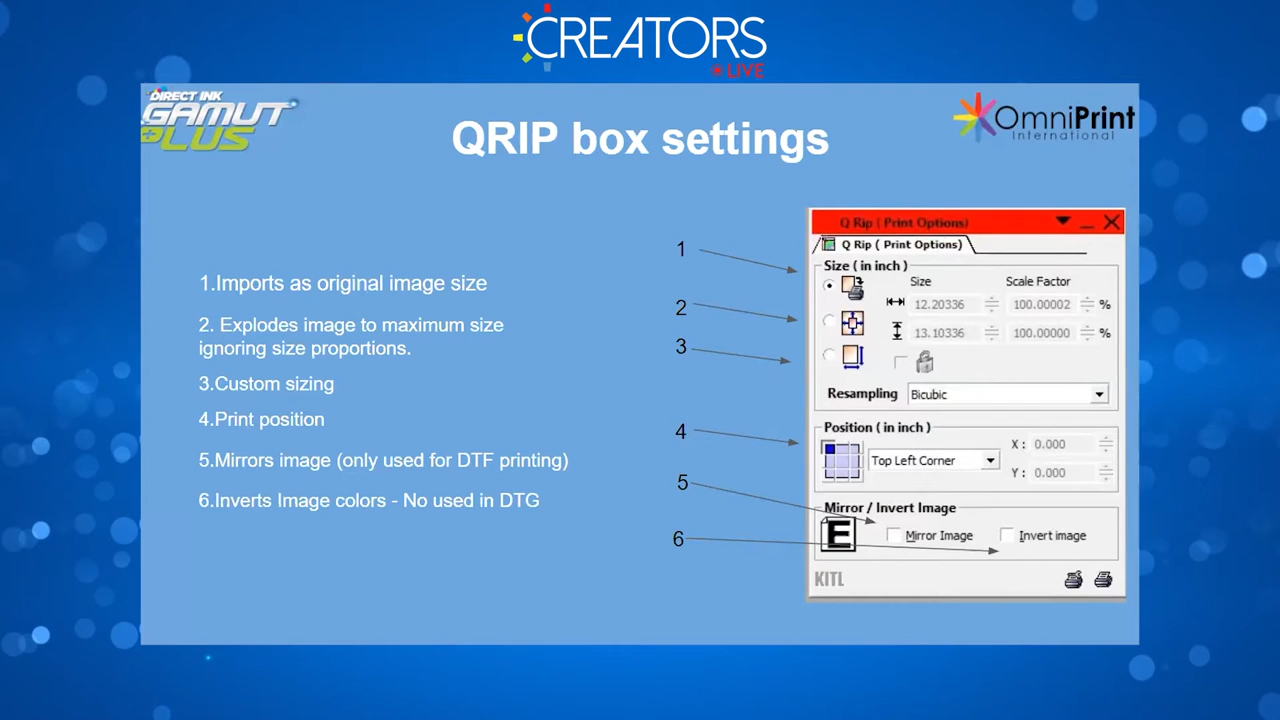 CREATORS
LIVE
DIRECT INK
GAMUT
PLUS
OmniPrint
International
QRIP box settings
1.Imports as original image size
2. Explodes image to maximum size
ignoring size proportions.
3.Custom sizing
4.Print position
5.Mirrors image (only used for DTF printing)
6.Inverts Image colors - No used in DTG
1
2
3
4
5
6
Q Rip ( Print Options)
Q Rip ( Print Options)
Size ( in inch )
Size Scale Factor
12.20336 100.00002 %
13.10336 100.00000 %
Resampling Bicubic
Position ( in inch )
Top Left Corner
X : 0.000
Y : 0.000
Mirror / Invert Image
E Mirror Image Invert image
KITL